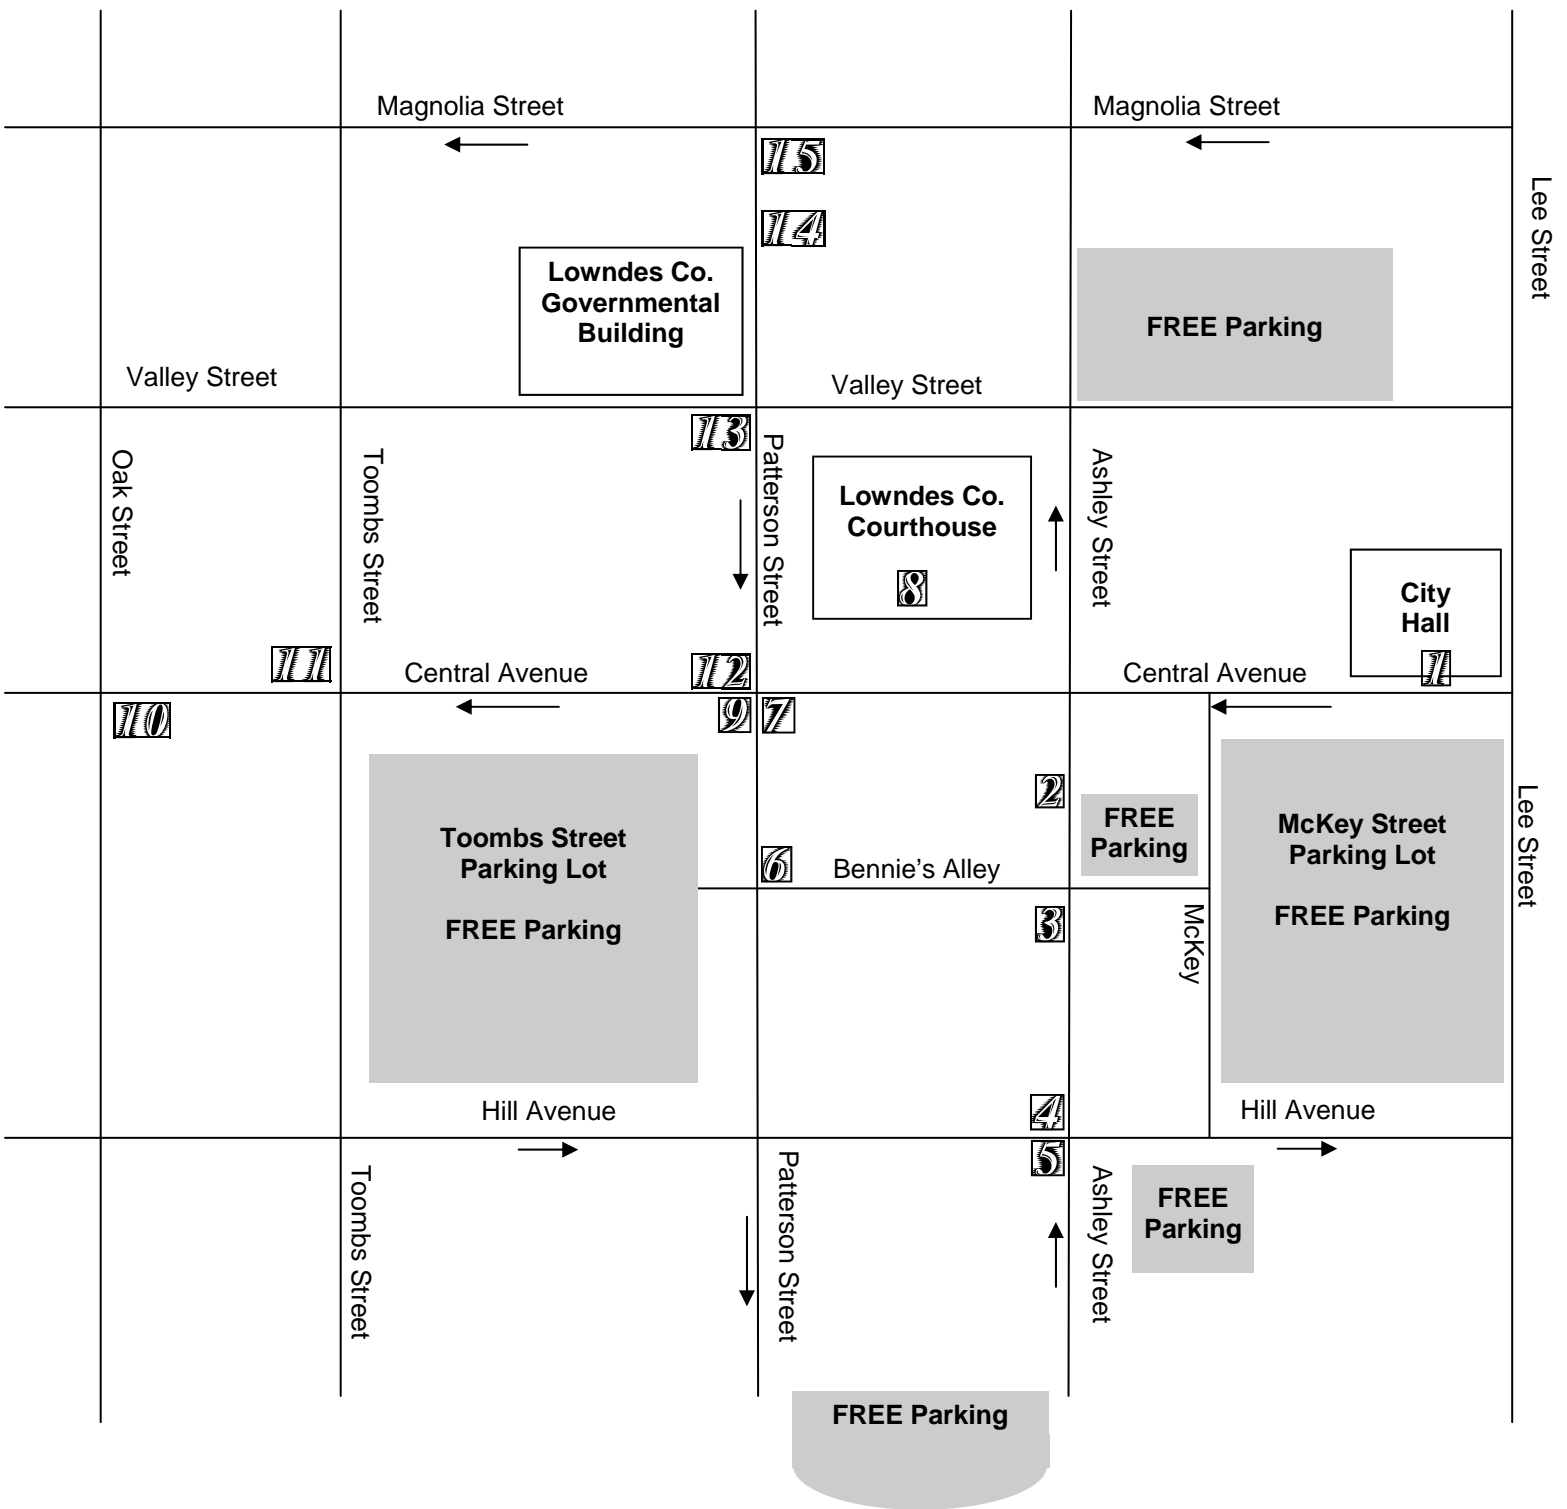 Magnolia Street
Magnolia Street
15
Lee Street
14
Lowndes Co.
Governmental
Building
FREE Parking
Valley Street
Valley Street
13
Oak Street
Toombs Street
Patterson Street
Lowndes Co.
Courthouse
8
Ashley Street
City
Hall
1
11
Central Avenue
12
Central Avenue
10
9
7
2
Toombs Street
Parking Lot
FREE Parking
6
Bennie's Alley
FREE
Parking
McKey Street
Parking Lot
FREE Parking
Lee Street
3
McKey
Hill Avenue
4
Hill Avenue
5
Toombs Street
Patterson Street
Ashley Street
FREE
Parking
FREE Parking